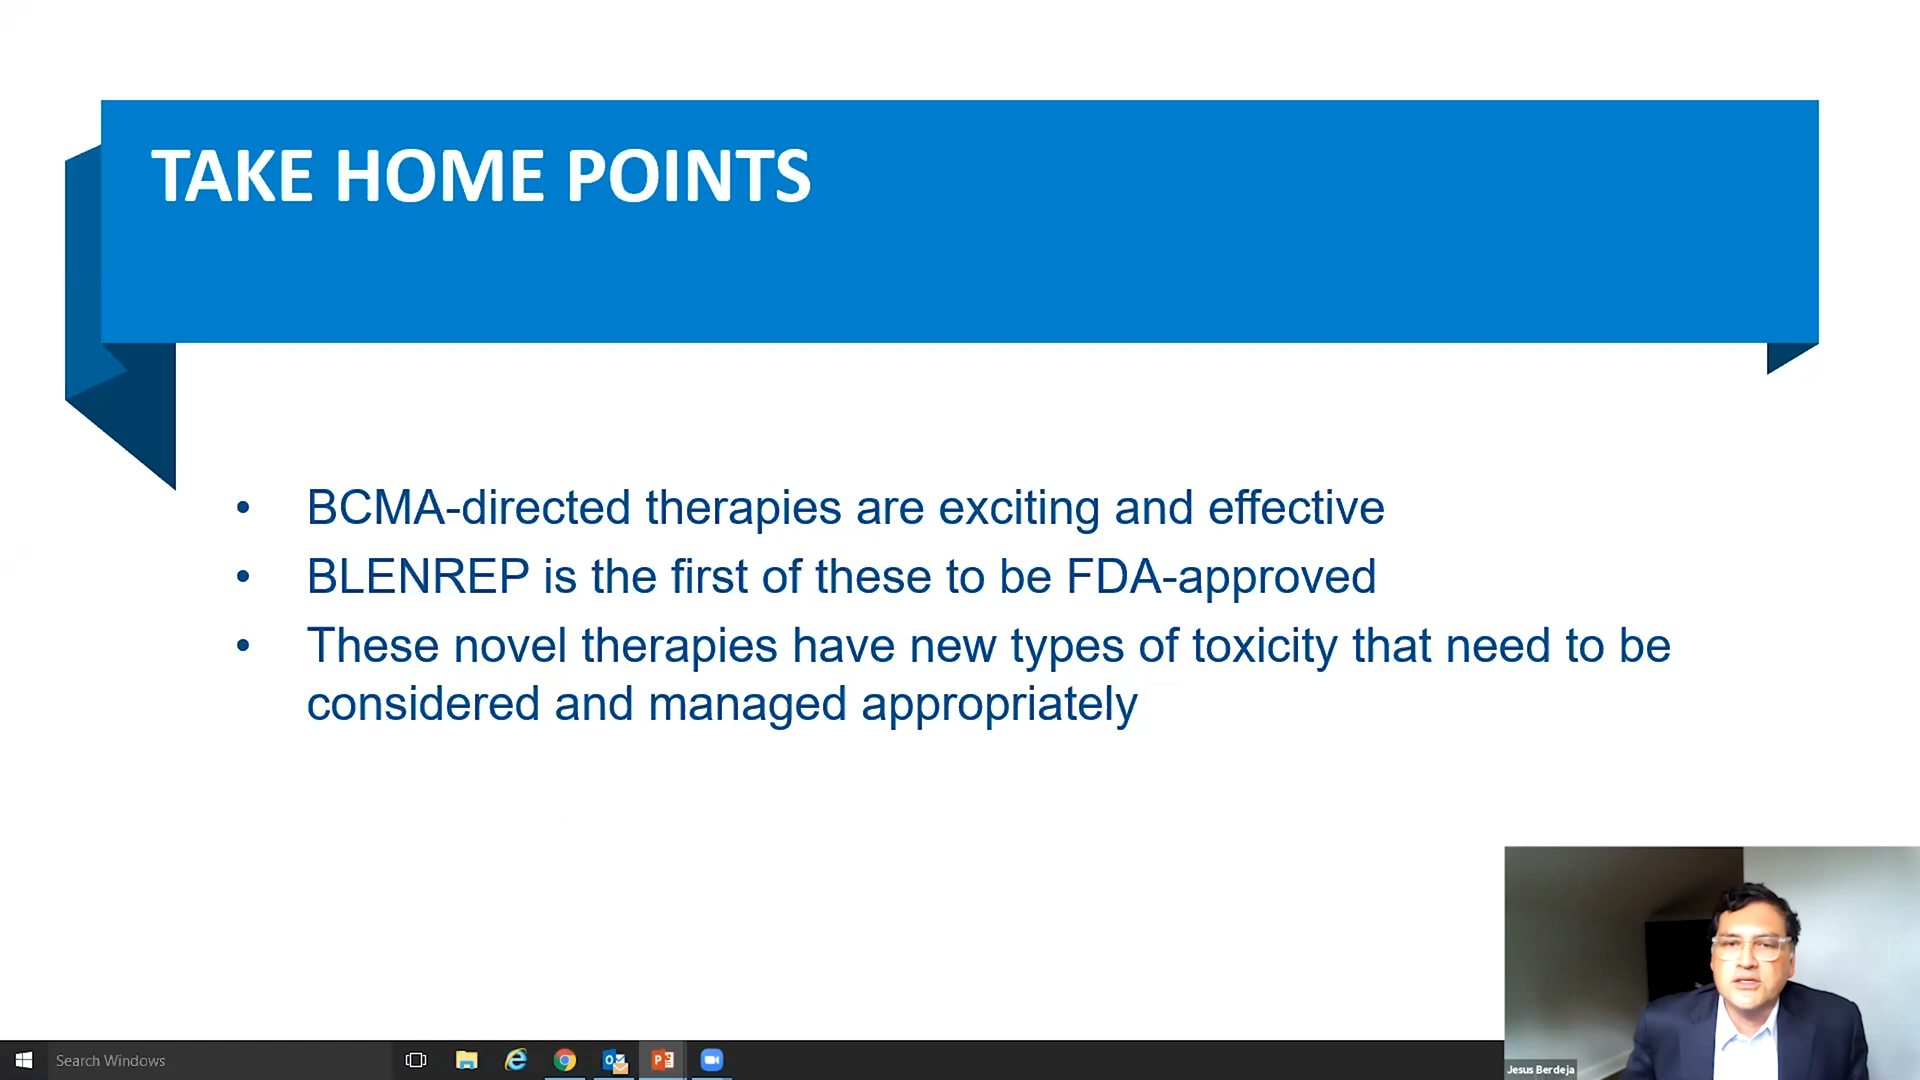 TAKE HOME POINTS
• BCMA-directed therapies are exciting and effective
• BLENREP is the first of these to be FDA-approved
• These novel therapies have new types of toxicity that need to be
considered and managed appropriately
Jesus Berdeja
Search Windows